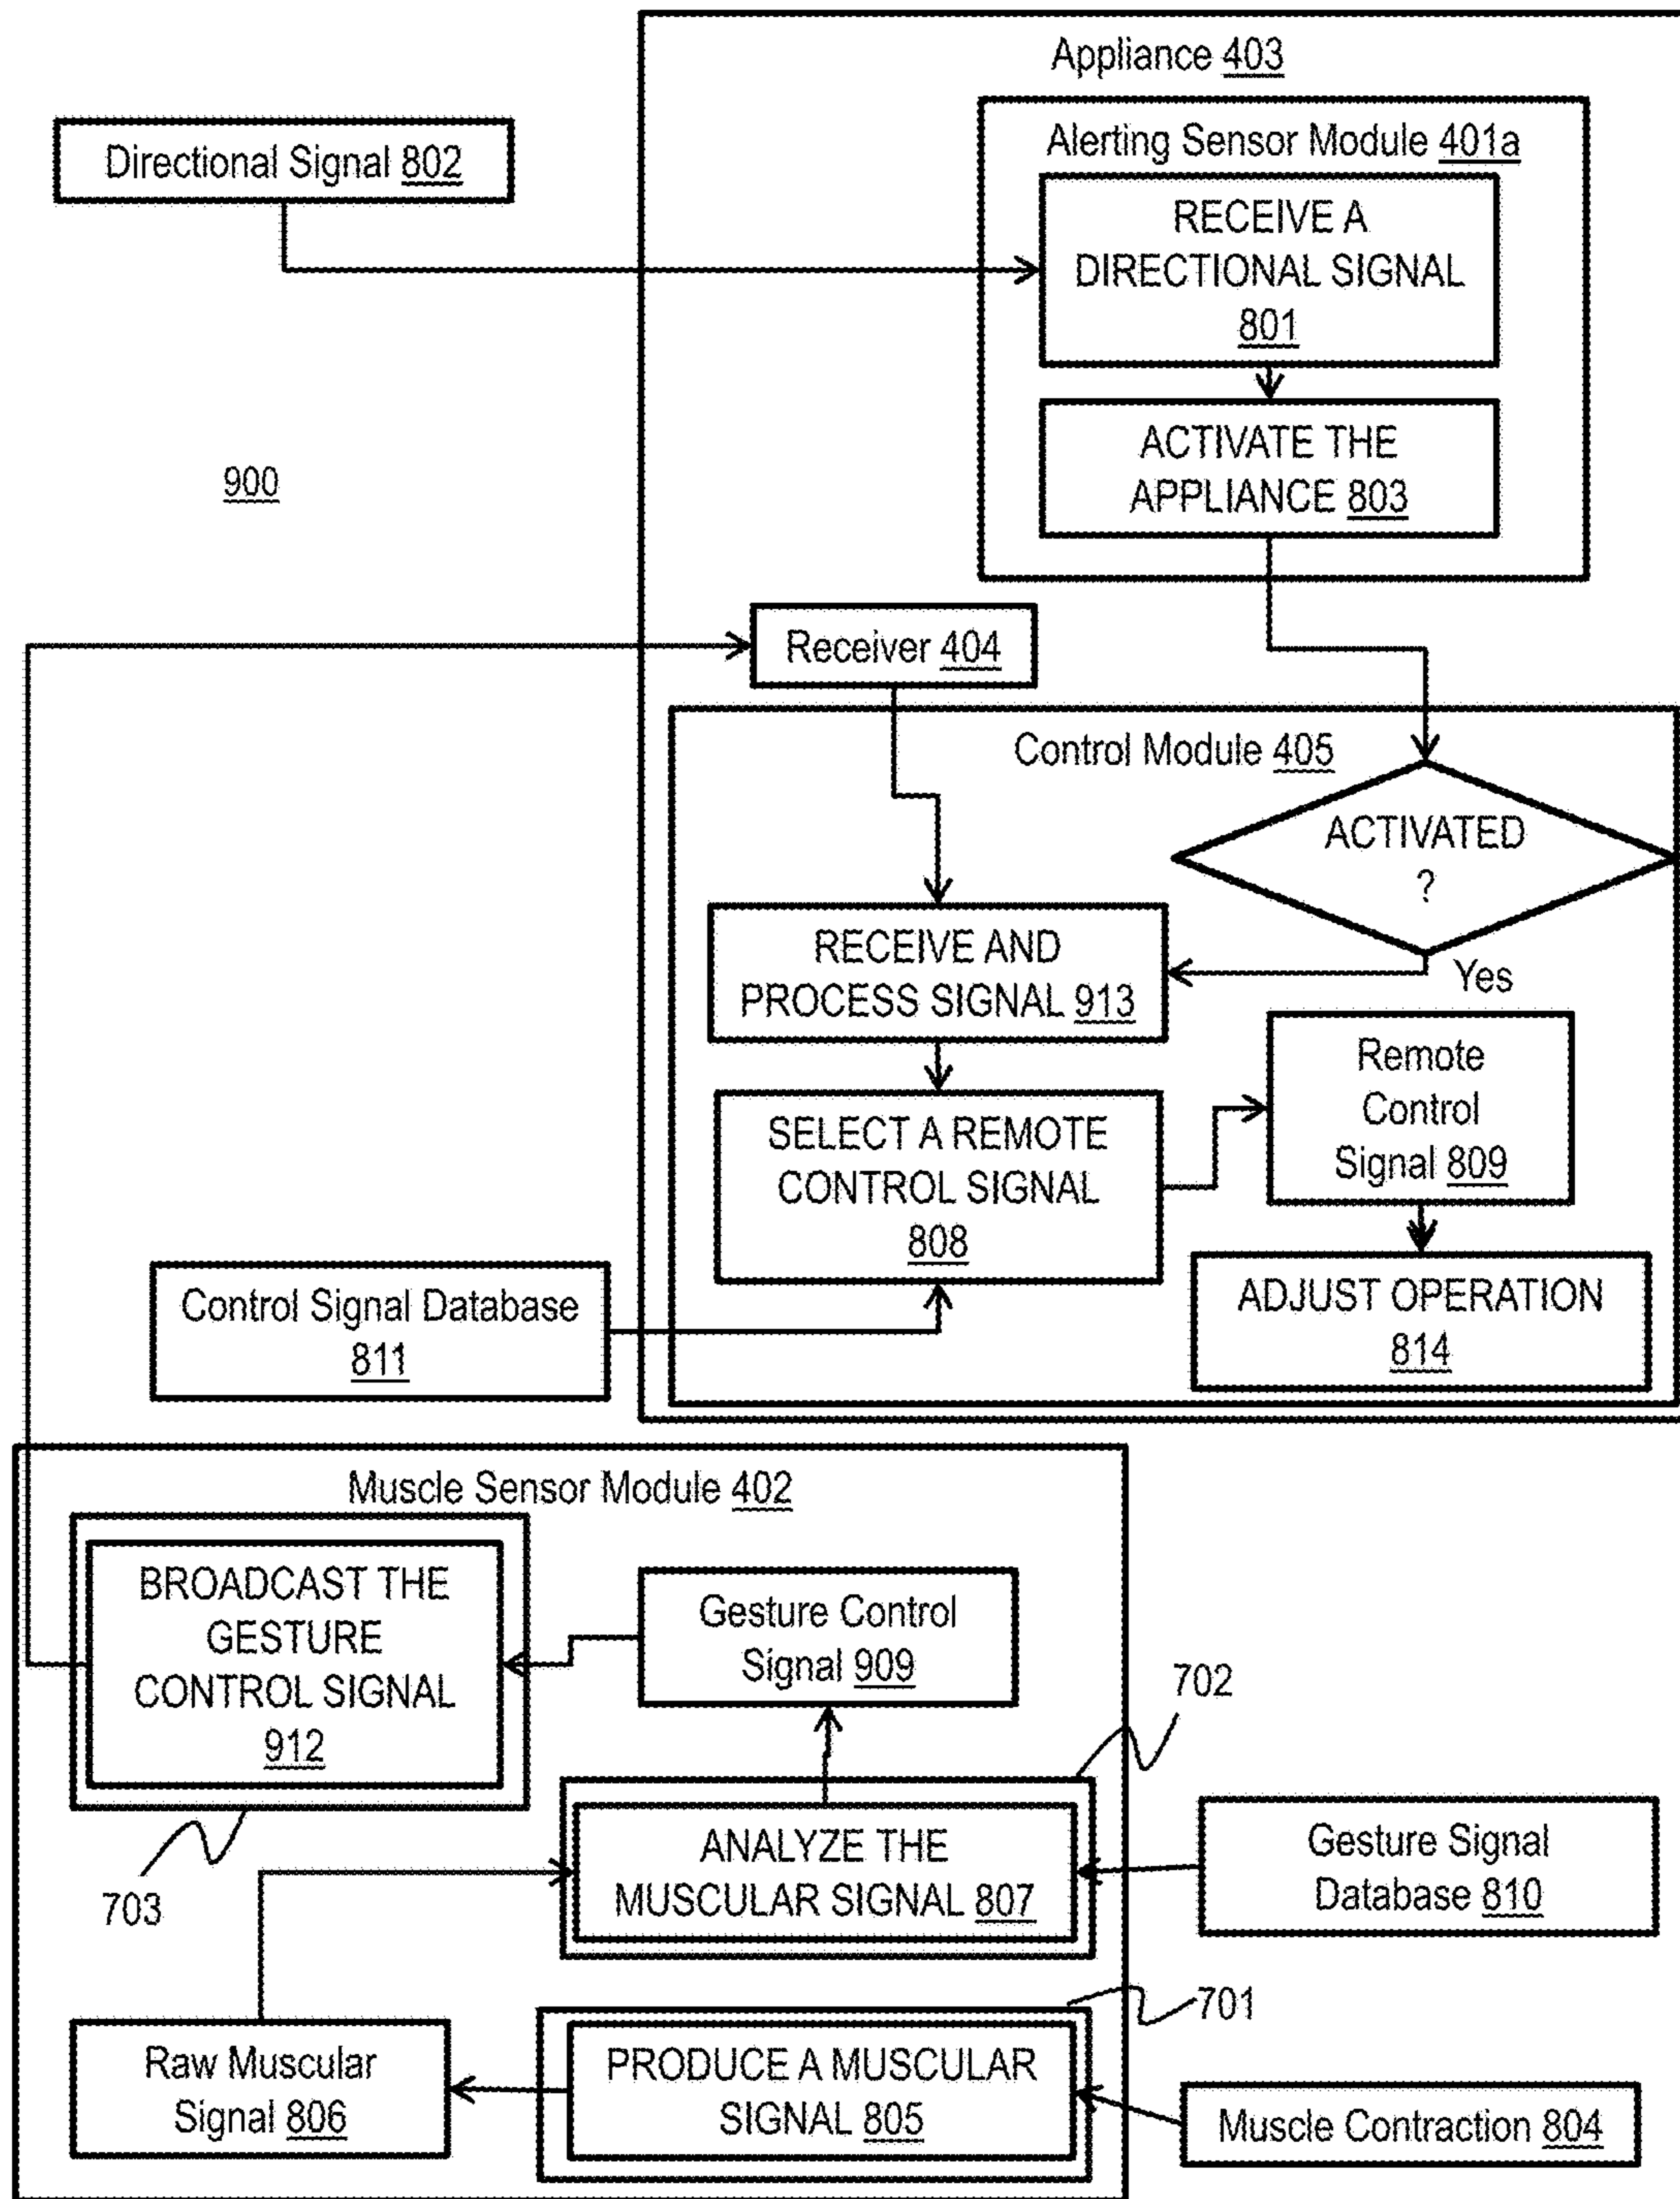 Appliance 403
Directional Signal 802
Alerting Sensor Module 401a
RECEIVE A
DIRECTIONAL SIGNAL
801
ACTIVATE THE
APPLIANCE 803
900
Receiver 404
Control Module 405
ACTIVATED
?
Yes
RECEIVE AND
PROCESS SIGNAL 913
Remote
Control
Signal 809
SELECT A REMOTE
CONTROL SIGNAL
808
Control Signal Database
811
ADJUST OPERATION
814
Muscle Sensor Module 402
BROADCAST THE
GESTURE
CONTROL SIGNAL
912
Gesture Control
Signal 909
702
703
ANALYZE THE
MUSCULAR SIGNAL 807
Gesture Signal
Database 810
701
Raw Muscular
Signal 806
PRODUCE A MUSCULAR
SIGNAL 805
Muscle Contraction 804